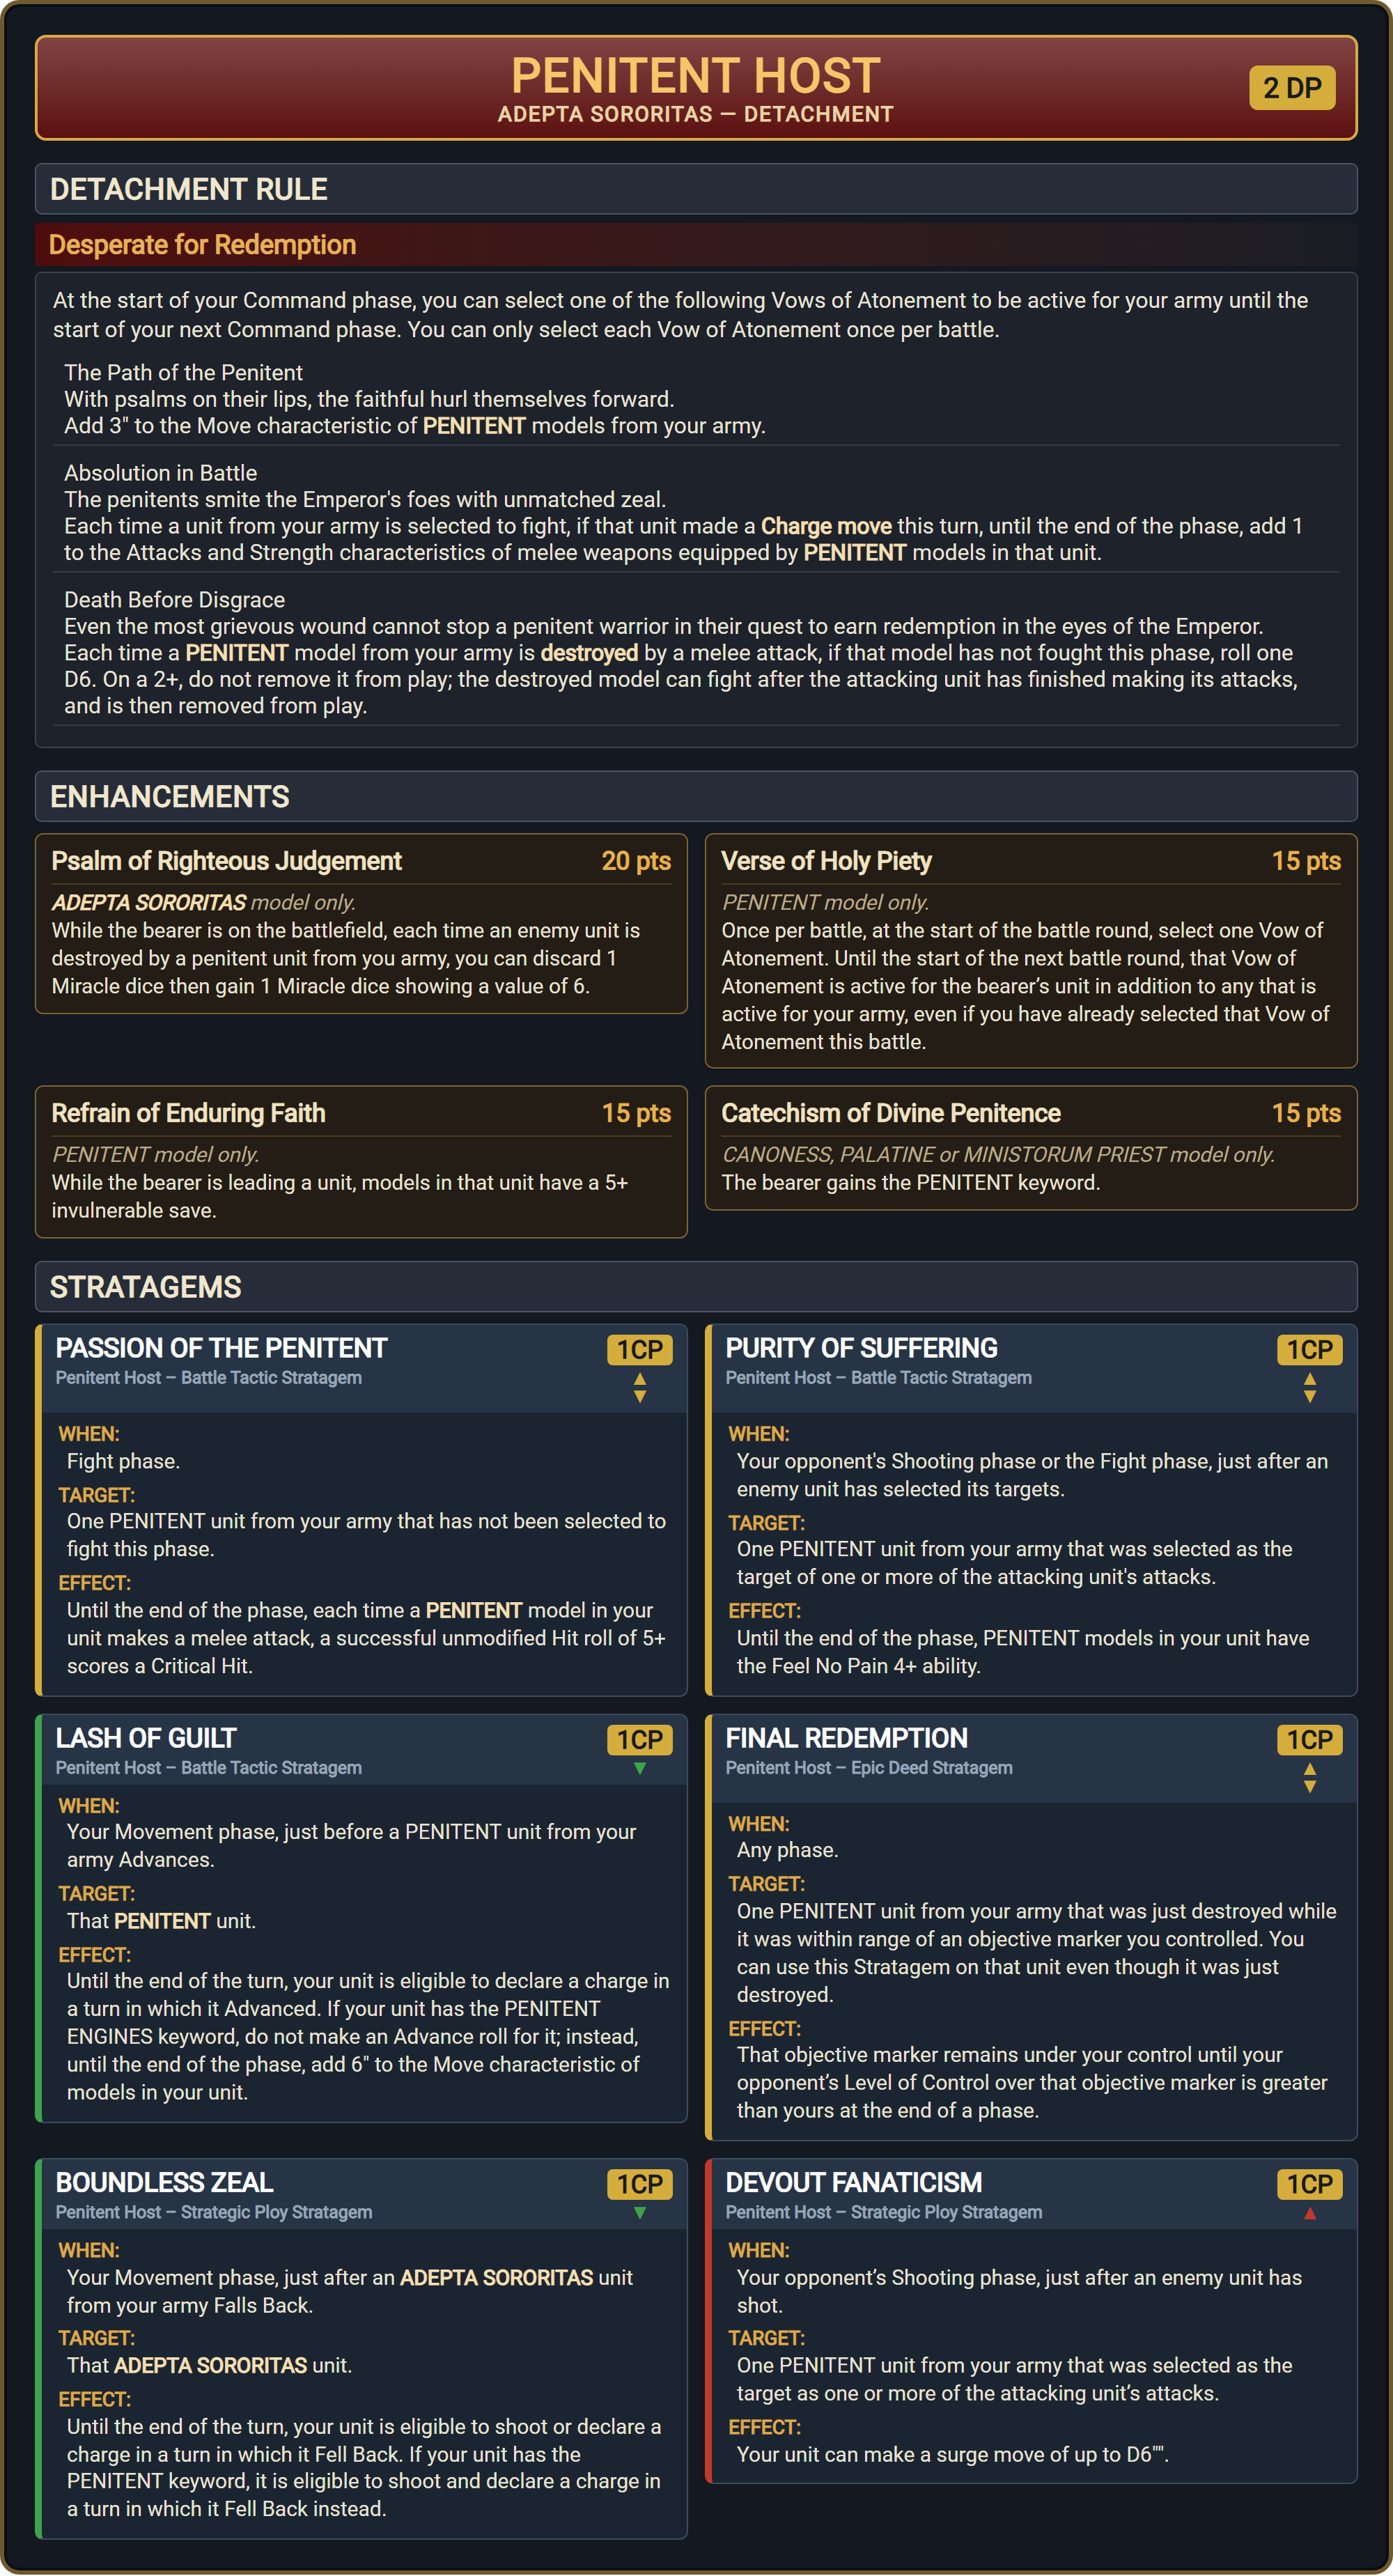 PENITENT HOST
ADEPTA SORORITAS — DETACHMENT
2 DP
DETACHMENT RULE
Desperate for Redemption
At the start of your Command phase, you can select one of the following Vows of Atonement to be active for your army until the
start of your next Command phase. You can only select each Vow of Atonement once per battle.
The Path of the Penitent
With psalms on their lips, the faithful hurl themselves forward.
Add 3" to the Move characteristic of PENITENT models from your army.
Absolution in Battle
The penitents smite the Emperor's foes with unmatched zeal.
Each time a unit from your army is selected to fight, if that unit made a Charge move this turn, until the end of the phase, add 1
to the Attacks and Strength characteristics of melee weapons equipped by PENITENT models in that unit.
Death Before Disgrace
Even the most grievous wound cannot stop a penitent warrior in their quest to earn redemption in the eyes of the Emperor.
Each time a PENITENT model from your army is destroyed by a melee attack, if that model has not fought this phase, roll one
D6. On a 2+, do not remove it from play; the destroyed model can fight after the attacking unit has finished making its attacks,
and is then removed from play.
ENHANCEMENTS
Psalm of Righteous Judgement 20 pts
ADEPTA SORORITAS model only.
While the bearer is on the battlefield, each time an enemy unit is
destroyed by a penitent unit from you army, you can discard 1
Miracle dice then gain 1 Miracle dice showing a value of 6.
Verse of Holy Piety 15 pts
PENITENT model only.
Once per battle, at the start of the battle round, select one Vow of
Atonement. Until the start of the next battle round, that Vow of
Atonement is active for the bearer’s unit in addition to any that is
active for your army, even if you have already selected that Vow of
Atonement this battle.
Refrain of Enduring Faith 15 pts
PENITENT model only.
While the bearer is leading a unit, models in that unit have a 5+
invulnerable save.
Catechism of Divine Penitence 15 pts
CANONESS, PALATINE or MINISTORUM PRIEST model only.
The bearer gains the PENITENT keyword.
STRATAGEMS
PASSION OF THE PENITENT 1CP
Penitent Host – Battle Tactic Stratagem
WHEN:
Fight phase.
TARGET:
One PENITENT unit from your army that has not been selected to
fight this phase.
EFFECT:
Until the end of the phase, each time a PENITENT model in your
unit makes a melee attack, a successful unmodified Hit roll of 5+
scores a Critical Hit.
PURITY OF SUFFERING 1CP
Penitent Host – Battle Tactic Stratagem
WHEN:
Your opponent's Shooting phase or the Fight phase, just after an
enemy unit has selected its targets.
TARGET:
One PENITENT unit from your army that was selected as the
target of one or more of the attacking unit's attacks.
EFFECT:
Until the end of the phase, PENITENT models in your unit have
the Feel No Pain 4+ ability.
LASH OF GUILT 1CP
Penitent Host – Battle Tactic Stratagem
WHEN:
Your Movement phase, just before a PENITENT unit from your
army Advances.
TARGET:
That PENITENT unit.
EFFECT:
Until the end of the turn, your unit is eligible to declare a charge in
a turn in which it Advanced. If your unit has the PENITENT
ENGINES keyword, do not make an Advance roll for it; instead,
until the end of the phase, add 6" to the Move characteristic of
models in your unit.
FINAL REDEMPTION 1CP
Penitent Host – Epic Deed Stratagem
WHEN:
Any phase.
TARGET:
One PENITENT unit from your army that was just destroyed while
it was within range of an objective marker you controlled. You
can use this Stratagem on that unit even though it was just
destroyed.
EFFECT:
That objective marker remains under your control until your
opponent’s Level of Control over that objective marker is greater
than yours at the end of a phase.
BOUNDLESS ZEAL 1CP
Penitent Host – Strategic Ploy Stratagem
WHEN:
Your Movement phase, just after an ADEPTA SORORITAS unit
from your army Falls Back.
TARGET:
That ADEPTA SORORITAS unit.
EFFECT:
Until the end of the turn, your unit is eligible to shoot or declare a
charge in a turn in which it Fell Back. If your unit has the
PENITENT keyword, it is eligible to shoot and declare a charge in
a turn in which it Fell Back instead.
DEVOUT FANATICISM 1CP
Penitent Host – Strategic Ploy Stratagem
WHEN:
Your opponent’s Shooting phase, just after an enemy unit has
shot.
TARGET:
One PENITENT unit from your army that was selected as the
target as one or more of the attacking unit’s attacks.
EFFECT:
Your unit can make a surge move of up to D6"".